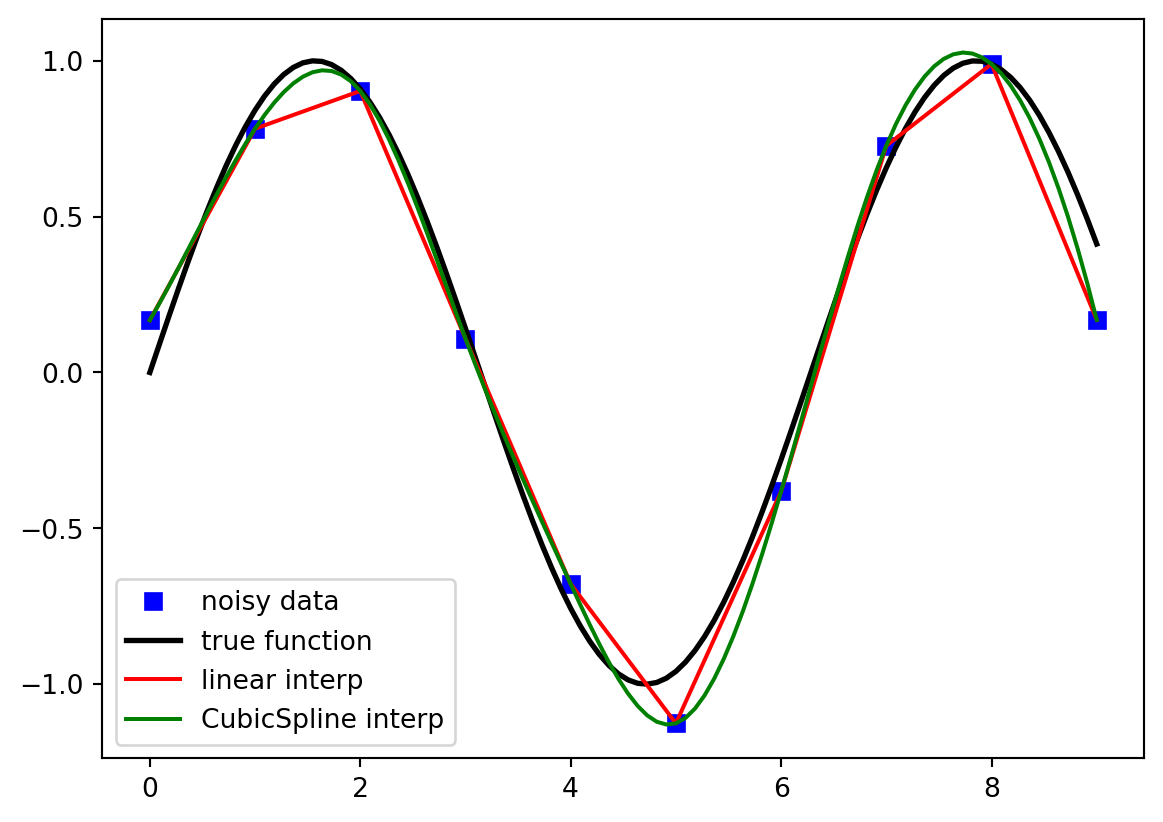 1.0
0.5
0.0
−0.5
−1.0
noisy data
true function
linear interp
CubicSpline interp
0 2 4 6 8